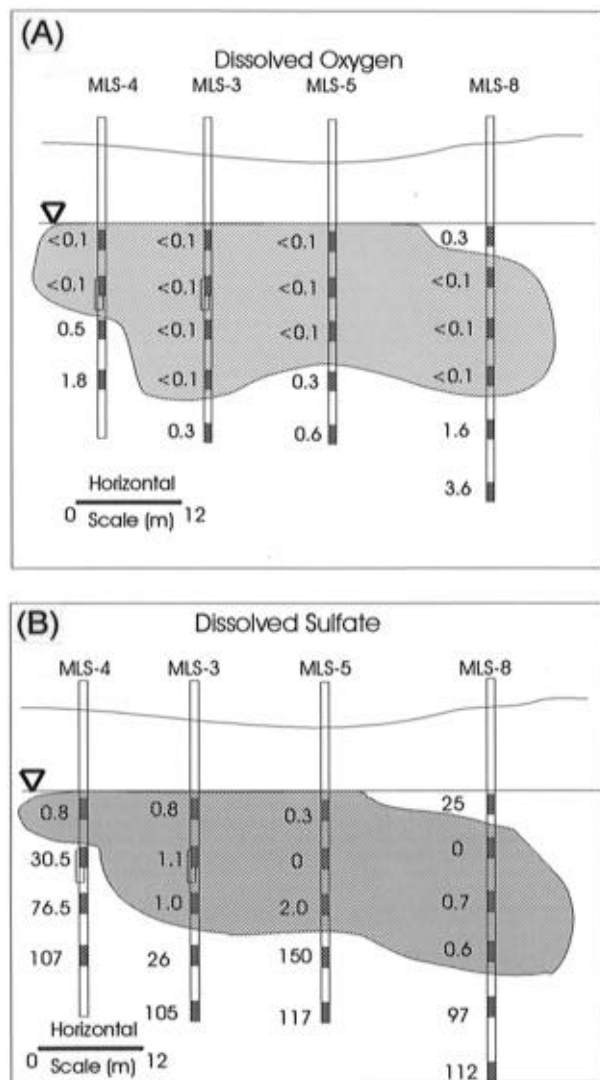 (A)
Dissolved Oxygen
MLS-4 MLS-3 MLS-5 MLS-8
<0.1 <0.1 <0.1 0.3
<0.1 <0.1 <0.1 <0.1
0.5 <0.1 <0.1 <0.1
1.8 <0.1 0.3 <0.1
0.3 0.6 1.6
3.6
Horizontal
0 Scale (m) 12
(B)
Dissolved Sulfate
MLS-4 MLS-3 MLS-5 MLS-8
0.8 0.8 0.3 25
30.5 1.1 0 0
76.5 1.0 2.0 0.7
107 26 150 0.6
105 117 97
Horizontal
0 Scale (m) 12
112